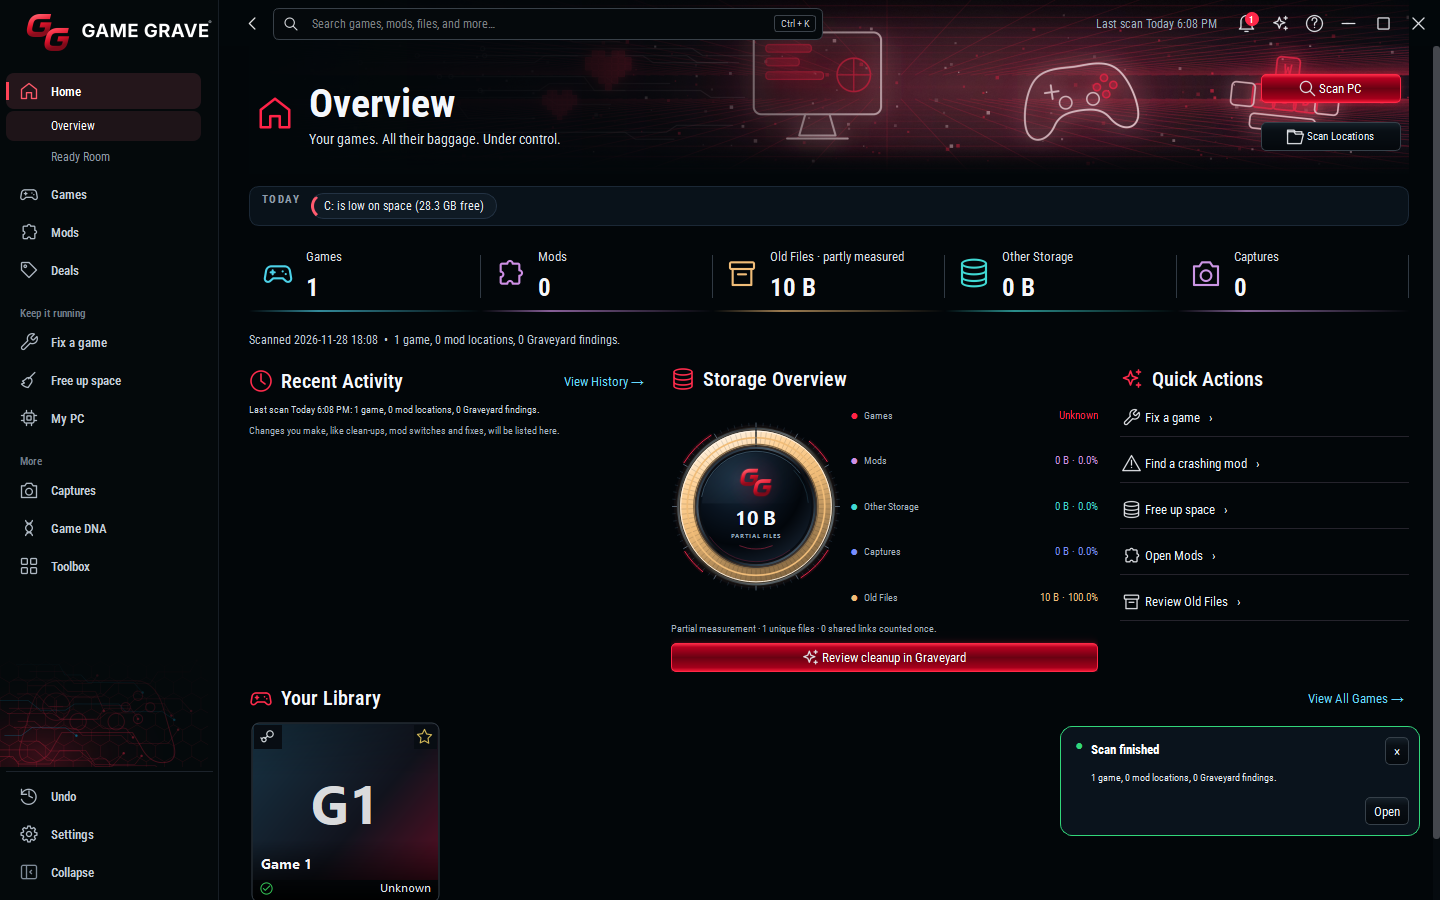 GAME GRAVE
Search games, mods, files, and more...
Ctrl + K
Last scan Today 6:08 PM
1
Home
Overview
Ready Room
Games
Mods
Deals
Keep it running
Fix a game
Free up space
My PC
More
Captures
Game DNA
Toolbox
Undo
Settings
Collapse
Overview
Your games. All their baggage. Under control.
W
Scan PC
Scan Locations
TODAY
C: is low on space (28.3 GB free)
Games
1
Mods
0
Old Files · partly measured
10 B
Other Storage
0 B
Captures
0
Scanned 2026-11-28 18:08 • 1 game, 0 mod locations, 0 Graveyard findings.
Recent Activity
View History →
Last scan Today 6:08 PM: 1 game, 0 mod locations, 0 Graveyard findings.
Changes you make, like clean-ups, mod switches and fixes, will be listed here.
Storage Overview
GG
10 B
PARTIAL FILES
Games Unknown
Mods 0 B · 0.0%
Other Storage 0 B · 0.0%
Captures 0 B · 0.0%
Old Files 10 B · 100.0%
Partial measurement · 1 unique files · 0 shared links counted once.
Review cleanup in Graveyard
Quick Actions
Fix a game ›
Find a crashing mod ›
Free up space ›
Open Mods ›
Review Old Files ›
Your Library
View All Games →
G1
Game 1
Unknown
Scan finished
x
1 game, 0 mod locations, 0 Graveyard findings.
Open